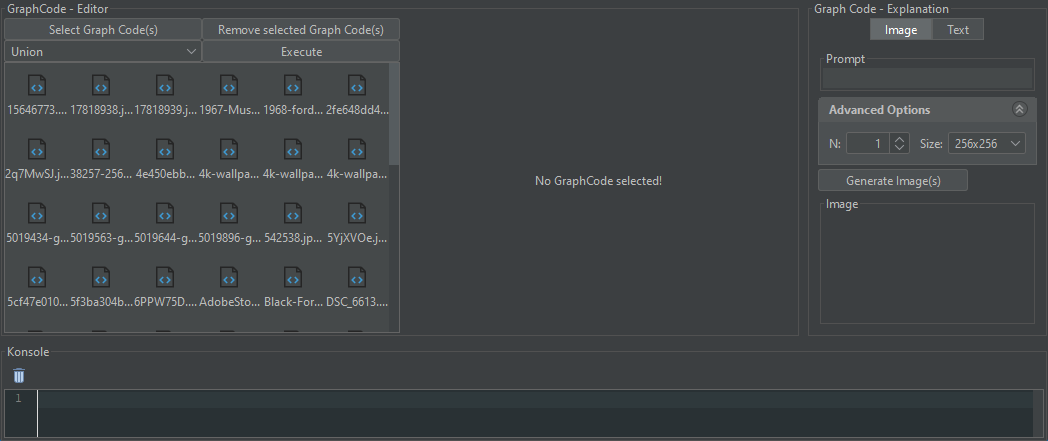 GraphCode - Editor
Select Graph Code(s)
Remove selected Graph Code(s)
Union
Execute
15646773....
17818938.j...
17818939.j...
1967-Mus...
1968-ford...
2fe648dd4...
2q7MwSJ.j...
38257-256...
4e450ebb...
4k-wallpa...
4k-wallpa...
4k-wallpa...
5019434-g...
5019563-g...
5019644-g...
5019896-g...
542538.jp...
5YjXVOe.j...
5cf47e010...
5f3ba304b...
6PPW75D....
AdobeSto...
Black-For...
DSC_6613....
No GraphCode selected!
Graph Code - Explanation
Image
Text
Prompt
Advanced Options
N:
1
Size:
256x256
Generate Image(s)
Image
Konsole
1